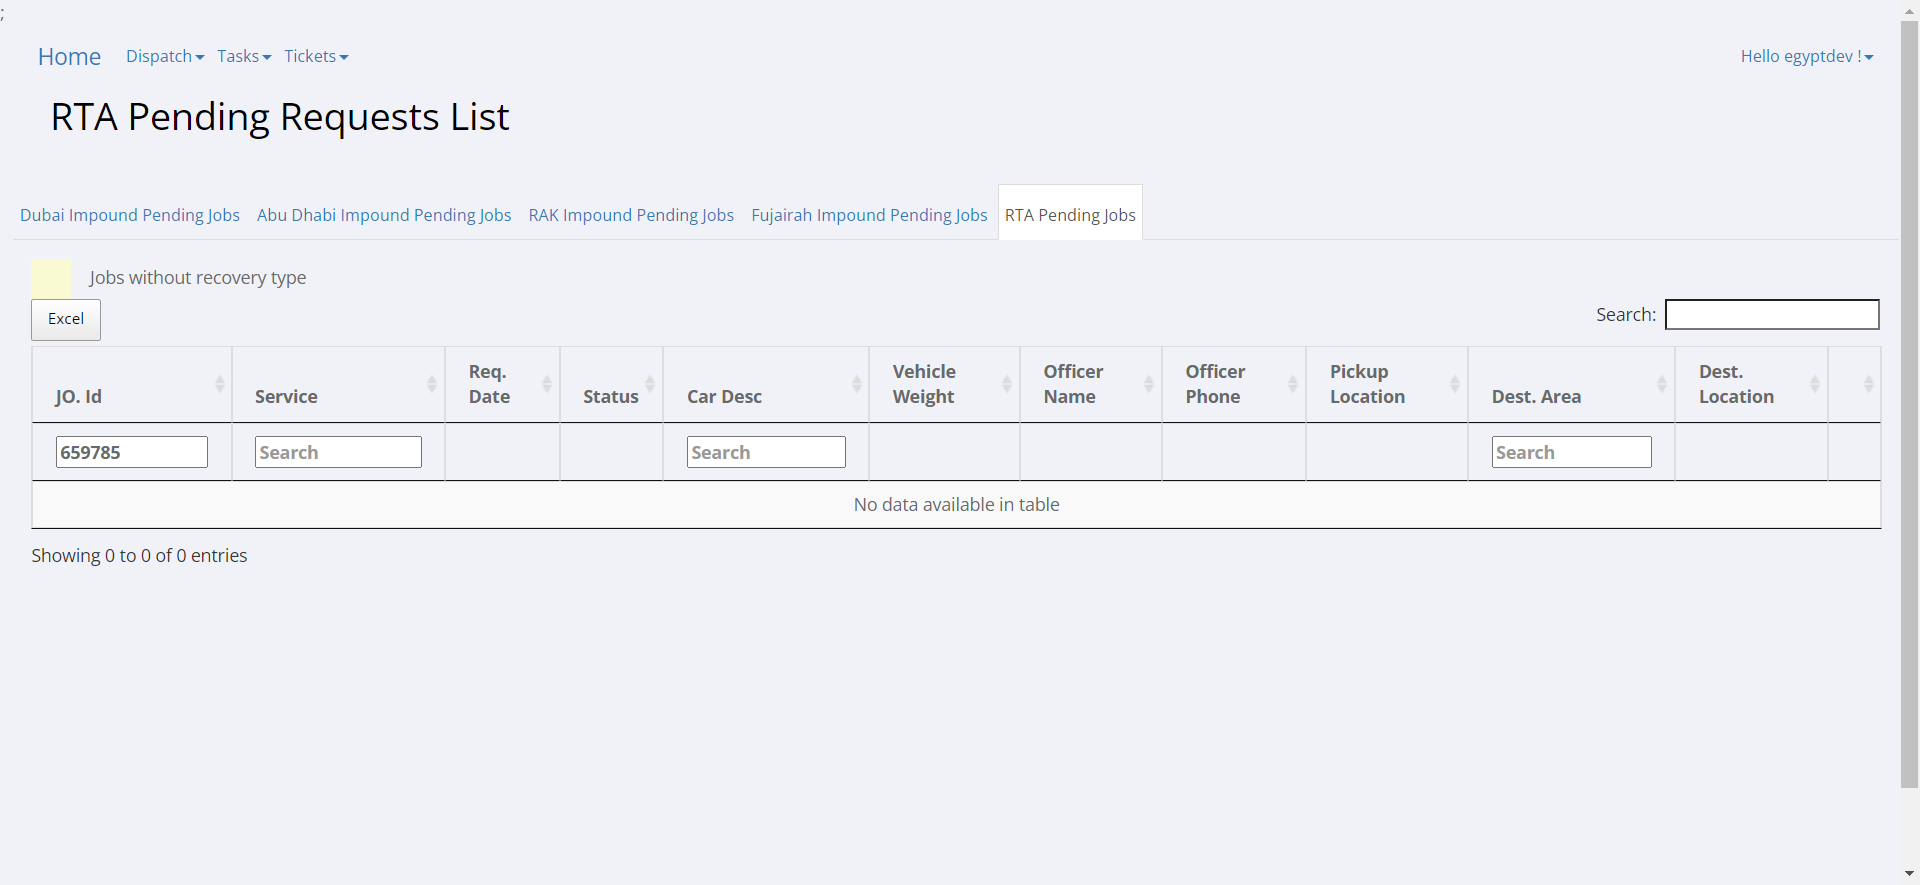 ;
Home Dispatch Tasks Tickets Hello egyptdev !
RTA Pending Requests List
Dubai Impound Pending Jobs Abu Dhabi Impound Pending Jobs RAK Impound Pending Jobs Fujairah Impound Pending Jobs RTA Pending Jobs
Jobs without recovery type
Excel Search:
JO. Id Service Req. Date Status Car Desc Vehicle Weight Officer Name Officer Phone Pickup Location Dest. Area Dest. Location
659785 Search Search Search
No data available in table
Showing 0 to 0 of 0 entries